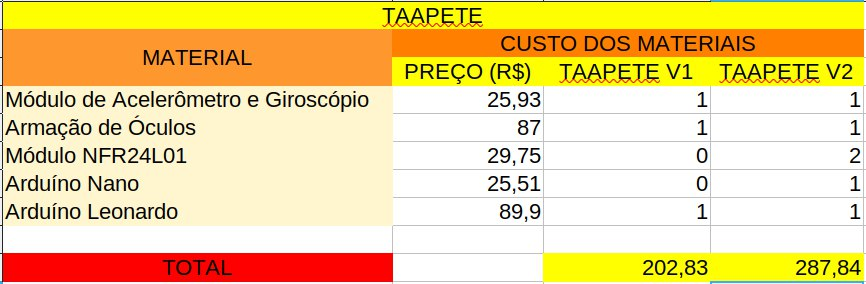 TAAPETE
MATERIAL
CUSTO DOS MATERIAIS
PREÇO (R$) TAAPETE V1 TAAPETE V2
Módulo de Acelerômetro e Giroscópio 25,93 1 1
Armação de Óculos 87 1 1
Módulo NFR24L01 29,75 0 2
Arduíno Nano 25,51 0 1
Arduíno Leonardo 89,9 1 1
TOTAL 202,83 287,84